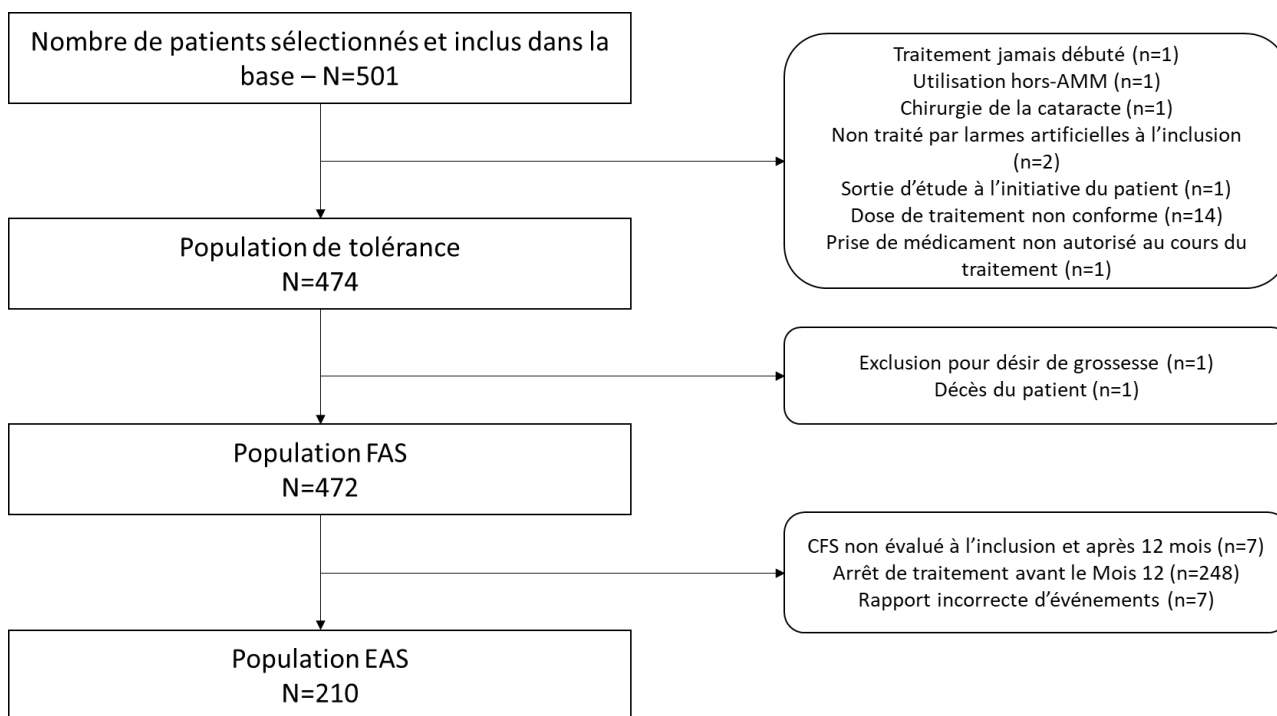 Nombre de patients sélectionnés et inclus dans la
base – N=501
Traitement jamais débuté (n=1)
Utilisation hors-AMM (n=1)
Chirurgie de la cataracte (n=1)
Non traité par larmes artificielles à l’inclusion
(n=2)
Sortie d’étude à l’initiative du patient (n=1)
Dose de traitement non conforme (n=14)
Prise de médicament non autorisé au cours du
traitement (n=1)
Population de tolérance
N=474
Exclusion pour désir de grossesse (n=1)
Décès du patient (n=1)
Population FAS
N=472
CFS non évalué à l’inclusion et après 12 mois (n=7)
Arrêt de traitement avant le Mois 12 (n=248)
Rapport incorrecte d’événements (n=7)
Population EAS
N=210